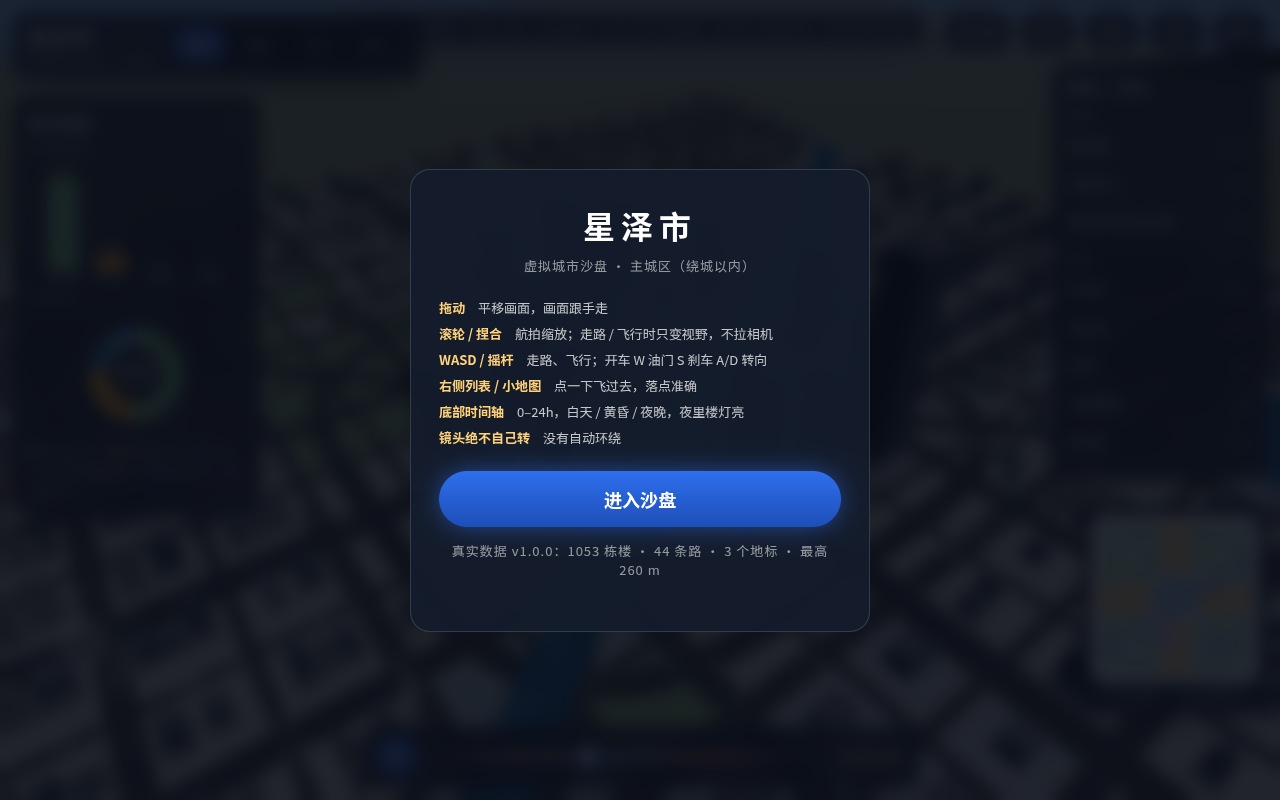 星泽市
虚拟城市沙盘 · 主城区（绕城以内）
拖动 平移画面，画面跟手走
滚轮 / 捏合 航拍缩放；走路 / 飞行时只变视野，不拉相机
WASD / 摇杆 走路、飞行；开车 W 油门 S 刹车 A/D 转向
右侧列表 / 小地图 点一下飞过去，落点准确
底部时间轴 0–24h，白天 / 黄昏 / 夜晚，夜里楼灯亮
镜头绝不自己转 没有自动环绕
进入沙盘
真实数据 v1.0.0：1053 栋楼 · 44 条路 · 3 个地标 · 最高
260 m